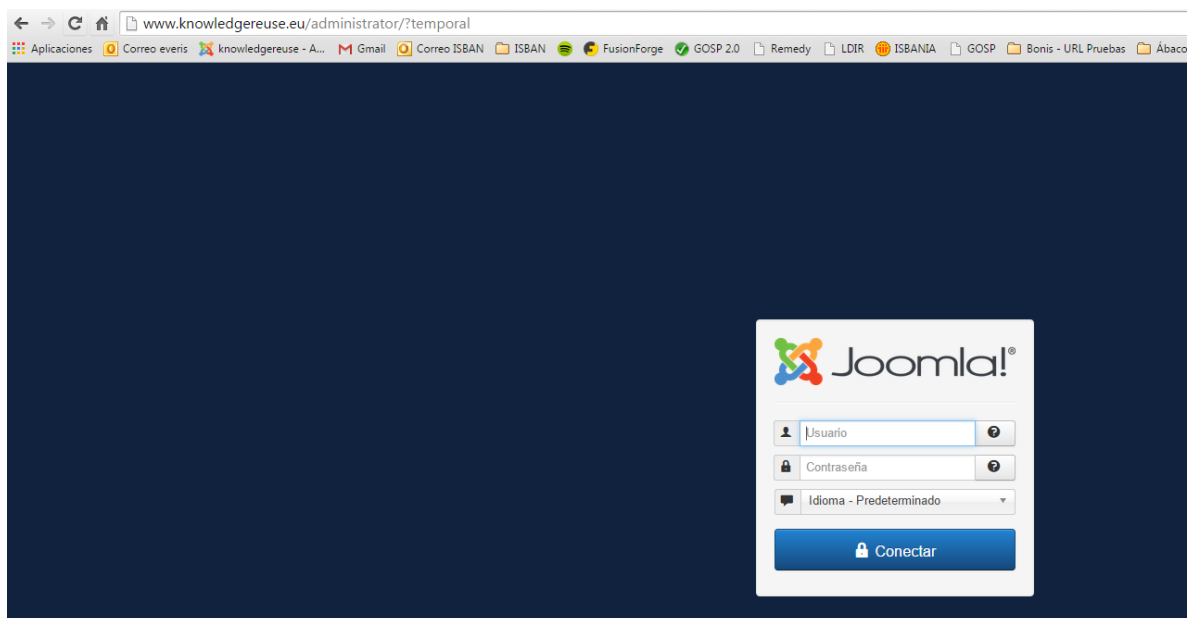 www.knowledgereuse.eu/administrator/?temporal
Aplicaciones Correo everis knowledgereuse - A... Gmail Correo ISBAN ISBAN FusionForge GOSP 2.0 Remedy LDIR ISBANIA GOSP Bonis - URL Pruebas Ábaco
Joomla!®
Usuario
Contraseña
Idioma - Predeterminado
Conectar